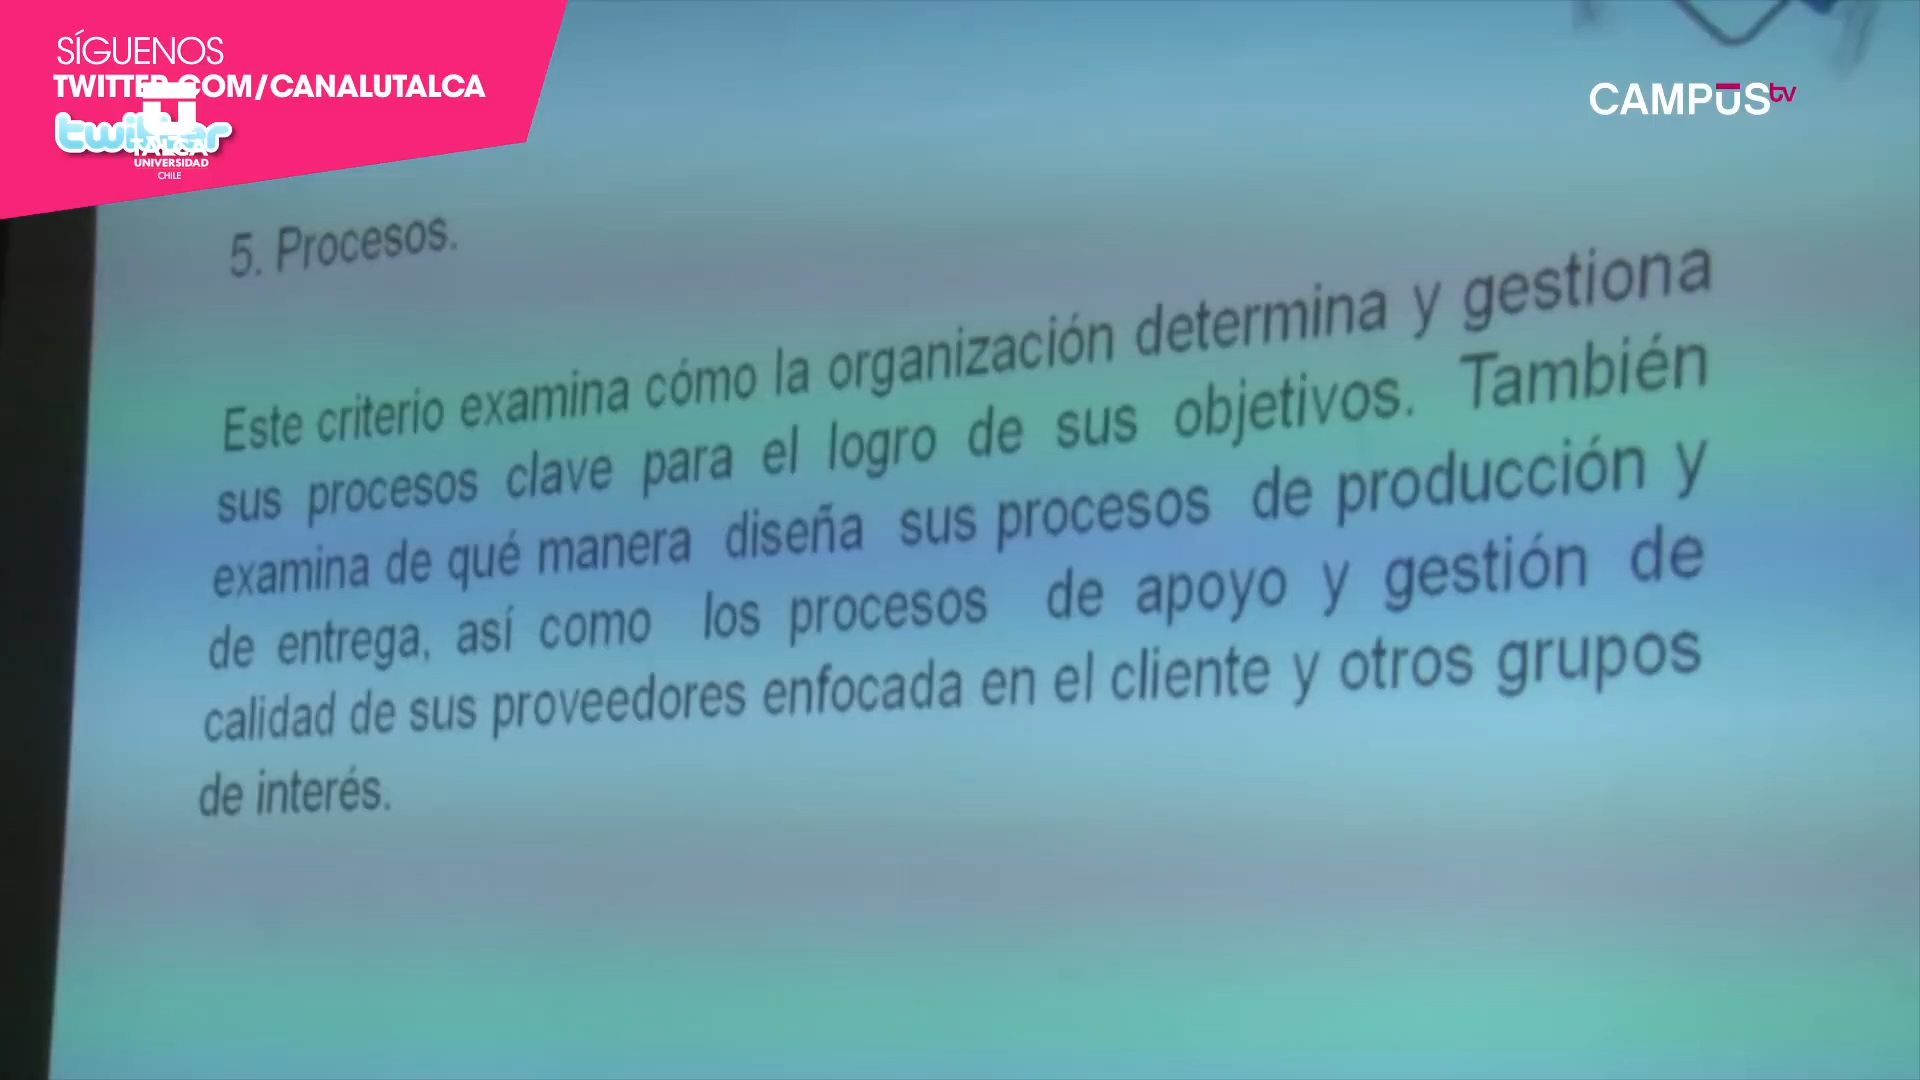 SÍGUENOS
TWITTER.COM/CANALUTALCA
twitter
TALCA
UNIVERSIDAD
CHILE
CAMPUS tv
5. Procesos.
Este criterio examina cómo la organización determina y gestiona
sus procesos clave para el logro de sus objetivos. También
examina de qué manera diseña sus procesos de producción y
de entrega, así como los procesos de apoyo y gestión de
calidad de sus proveedores enfocada en el cliente y otros grupos
de interés.